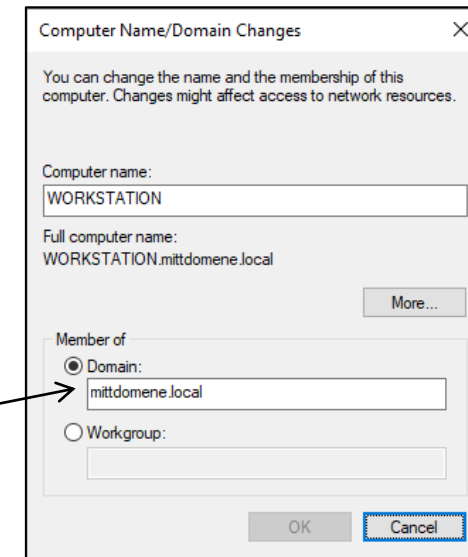 Computer Name/Domain Changes
You can change the name and the membership of this
computer. Changes might affect access to network resources.
Computer name:
WORKSTATION
Full computer name:
WORKSTATION.mittdomene.local
More...
Member of
Domain:
mittdomene.local
Workgroup:
OK
Cancel